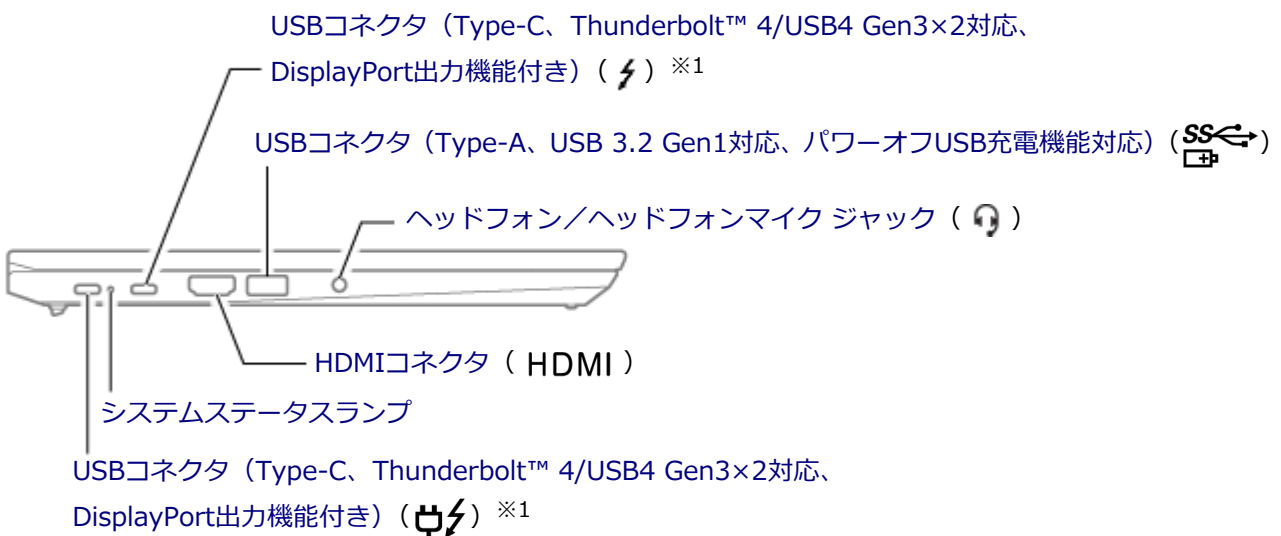 USBコネクタ（Type-C、Thunderbolt™ 4/USB4 Gen3×2対応、
DisplayPort出力機能付き）（）※1
USBコネクタ（Type-A、USB 3.2 Gen1対応、パワーオフUSB充電機能対応）（SS）
ヘッドフォン／ヘッドフォンマイク ジャック（）
HDMIコネクタ（HDMI）
システムステータスランプ
USBコネクタ（Type-C、Thunderbolt™ 4/USB4 Gen3×2対応、
DisplayPort出力機能付き）（）※1